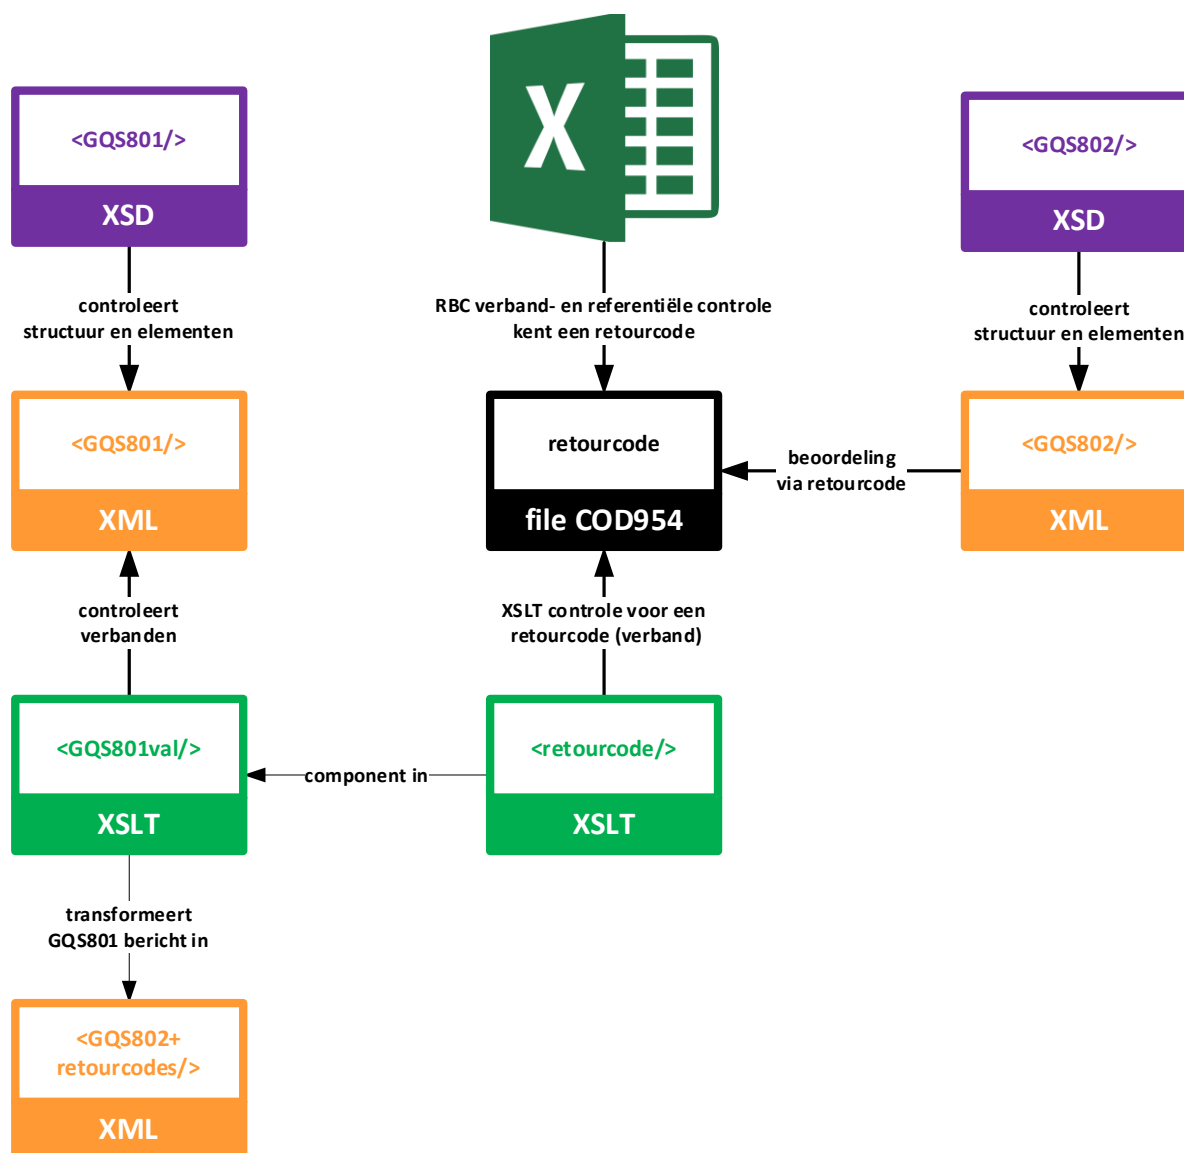 X
<GQS801/>
XSD
<GQS802/>
XSD
controleert
structuur en elementen
RBC verband- en referentiële controle
kent een retourcode
controleert
structuur en elementen
<GQS801/>
XML
retourcode
file COD954
beoordeling
via retourcode
<GQS802/>
XML
controleert
verbanden
XSLT controle voor een
retourcode (verband)
<GQS801val/>
XSLT
component in
<retourcode/>
XSLT
transformeert
GQS801 bericht in
<GQS802+
retourcodes/>
XML